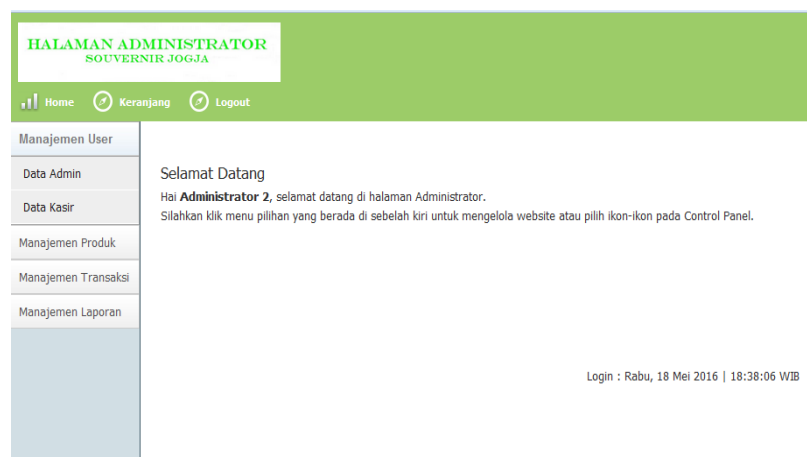 HALAMAN ADMINISTRATOR
SOUVERNIR JOGJA
Home Keranjang Logout
Manajemen User
Data Admin
Data Kasir
Manajemen Produk
Manajemen Transaksi
Manajemen Laporan
Selamat Datang
Hai Administrator 2, selamat datang di halaman Administrator.
Silahkan klik menu pilihan yang berada di sebelah kiri untuk mengelola website atau pilih ikon-ikon pada Control Panel.
Login : Rabu, 18 Mei 2016 | 18:38:06 WIB